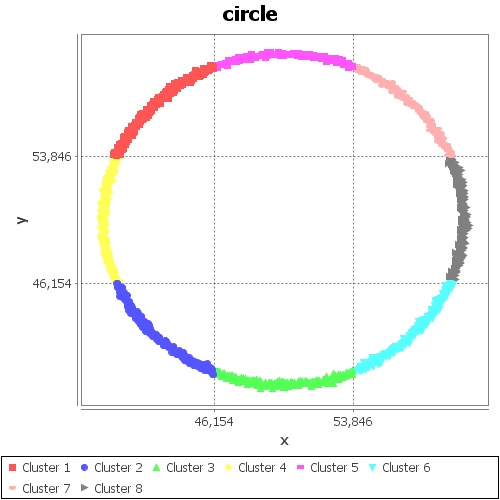 circle
y
53,846
46,154
46,154 53,846
x
Cluster 1 Cluster 2 Cluster 3 Cluster 4 Cluster 5 Cluster 6
Cluster 7 Cluster 8